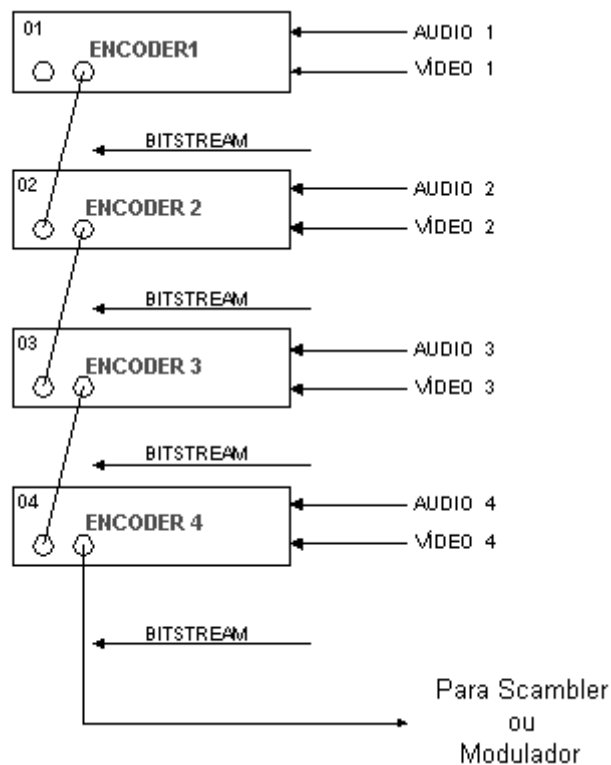 01
ENCODER1
AUDIO 1
VÍDEO 1
BITSTREAM
02
ENCODER 2
AUDIO 2
VÍDEO 2
BITSTREAM
03
ENCODER 3
AUDIO 3
VÍDEO 3
BITSTREAM
04
ENCODER 4
AUDIO 4
VÍDEO 4
BITSTREAM
Para Scambler
ou
Modulador